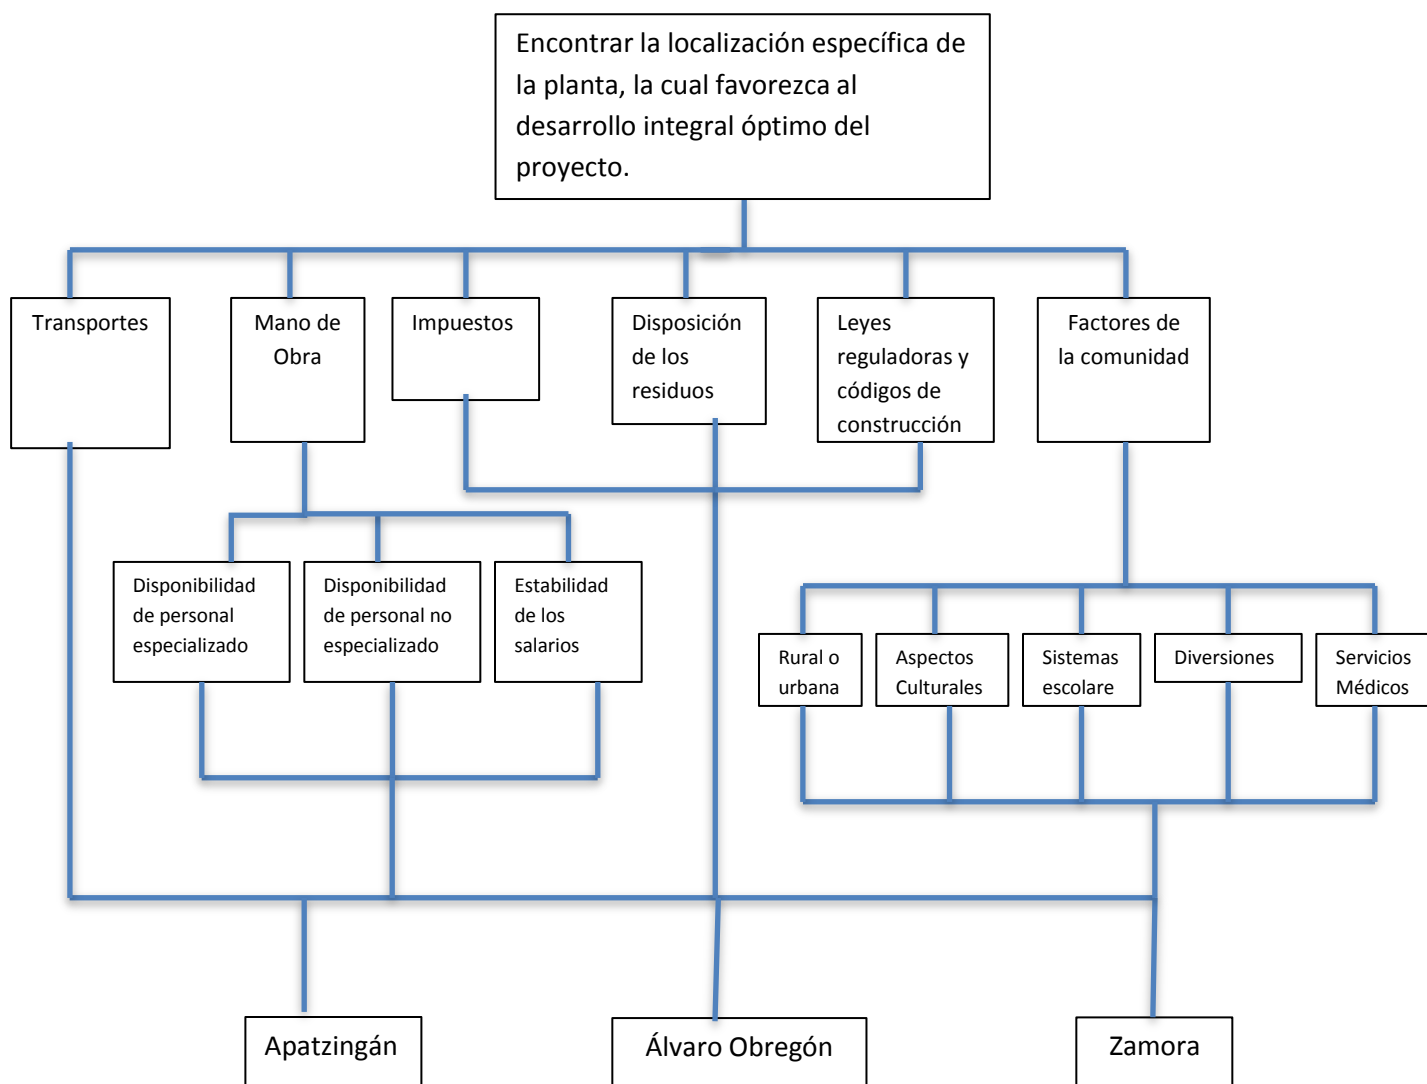 Encontrar la localización específica de
la planta, la cual favorezca al
desarrollo integral óptimo del
proyecto.
Transportes
Mano de
Obra
Impuestos
Disposición
de los
residuos
Leyes
reguladoras y
códigos de
construcción
Factores de
la comunidad
Disponibilidad
de personal
especializado
Disponibilidad
de personal no
especializado
Estabilidad
de los
salarios
Rural o
urbana
Aspectos
Culturales
Sistemas
escolare
Diversiones
Servicios
Médicos
Apatzingán
Álvaro Obregón
Zamora